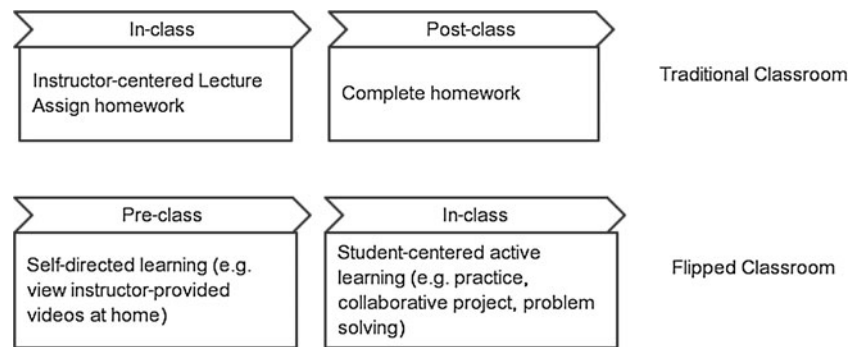 In-class
Post-class
Instructor-centered Lecture
Assign homework
Complete homework
Traditional Classroom
Pre-class
In-class
Self-directed learning (e.g.
view instructor-provided
videos at home)
Student-centered active
learning (e.g. practice,
collaborative project, problem
solving)
Flipped Classroom